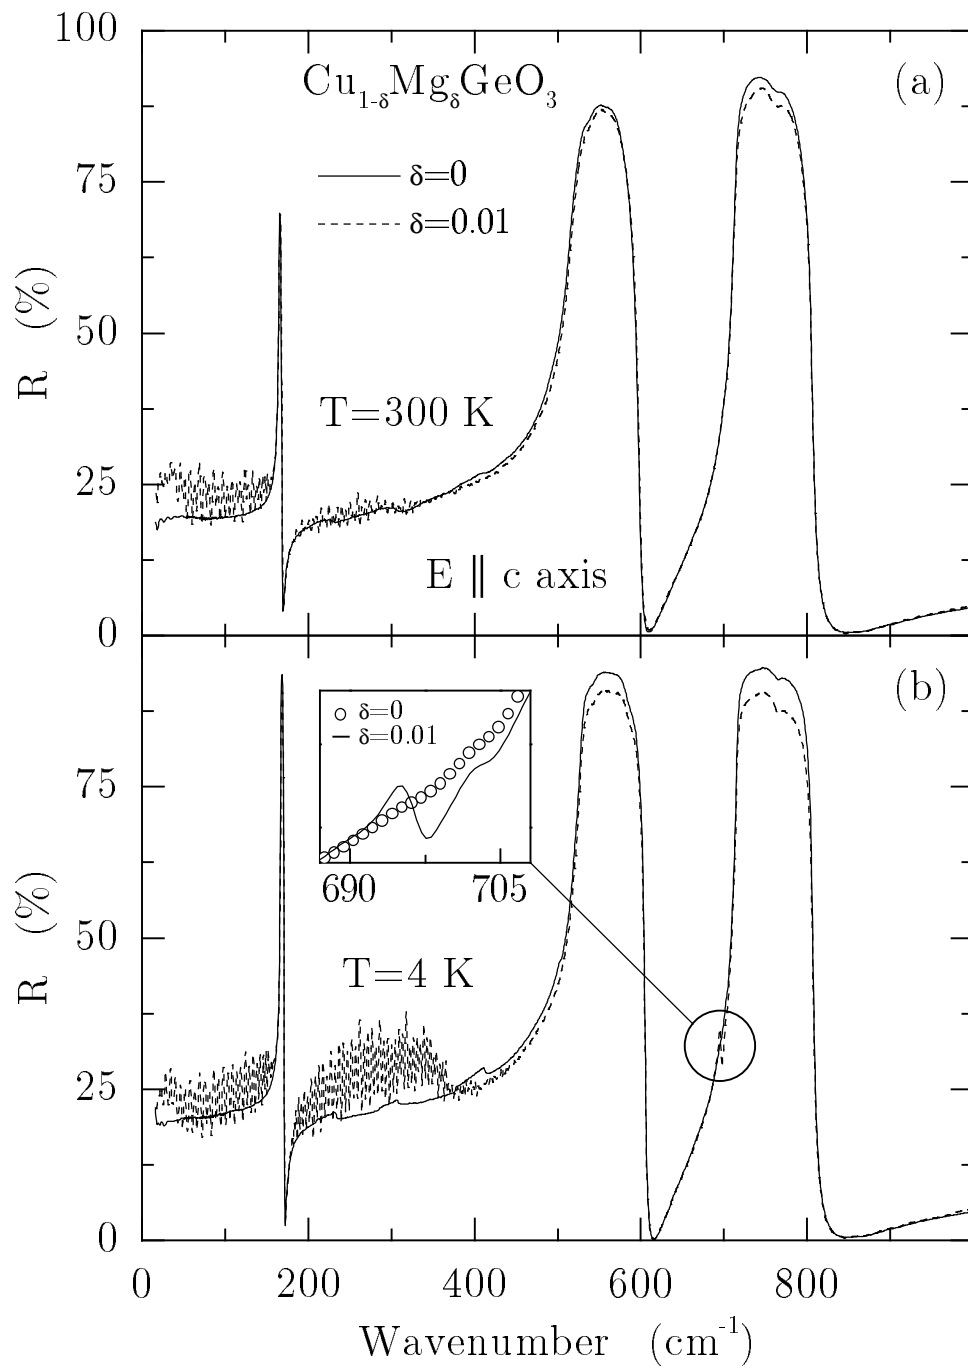 100
(a)
Cu₁₋δMgδGeO₃
75
δ=0
δ=0.01
R (%)
50
T=300 K
25
E ∥ c axis
0
(b)
δ=0
δ=0.01
75
690 705
R (%)
50
T=4 K
25
0
0 200 400 600 800
Wavenumber (cm⁻¹)